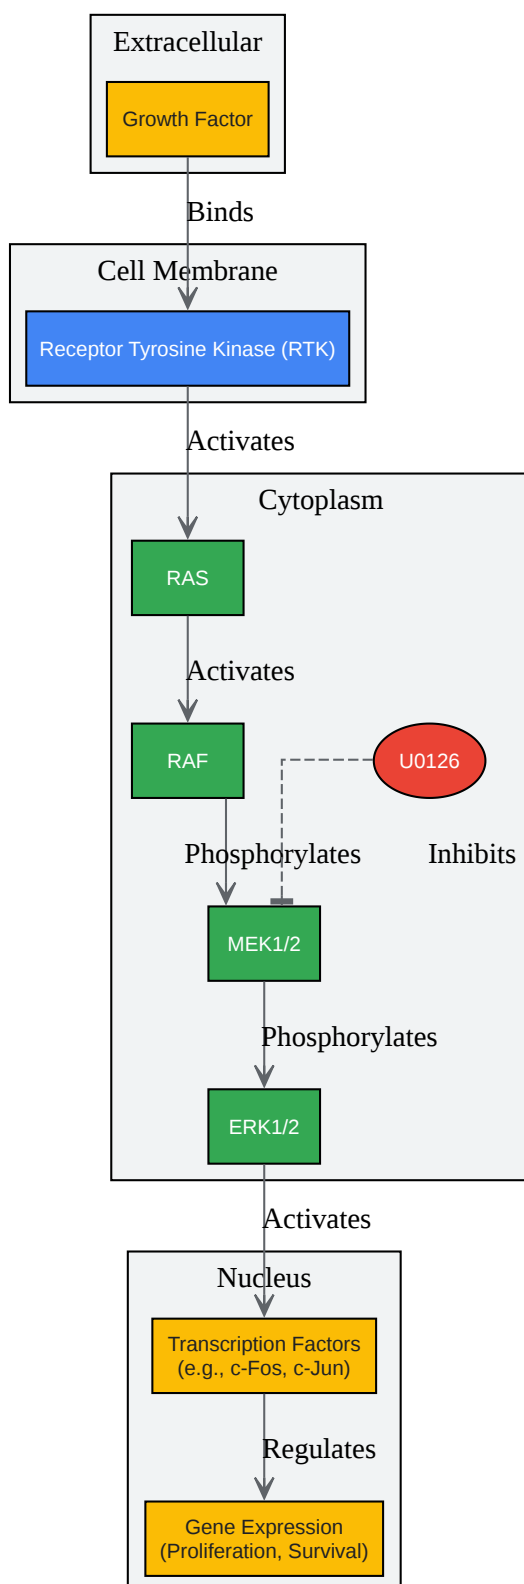 Extracellular
Growth Factor
Binds
Cell Membrane
Receptor Tyrosine Kinase (RTK)
Activates
Cytoplasm
RAS
Activates
RAF
U0126
Phosphorylates
Inhibits
MEK1/2
Phosphorylates
ERK1/2
Activates
Nucleus
Transcription Factors
(e.g., c-Fos, c-Jun)
Regulates
Gene Expression
(Proliferation, Survival)